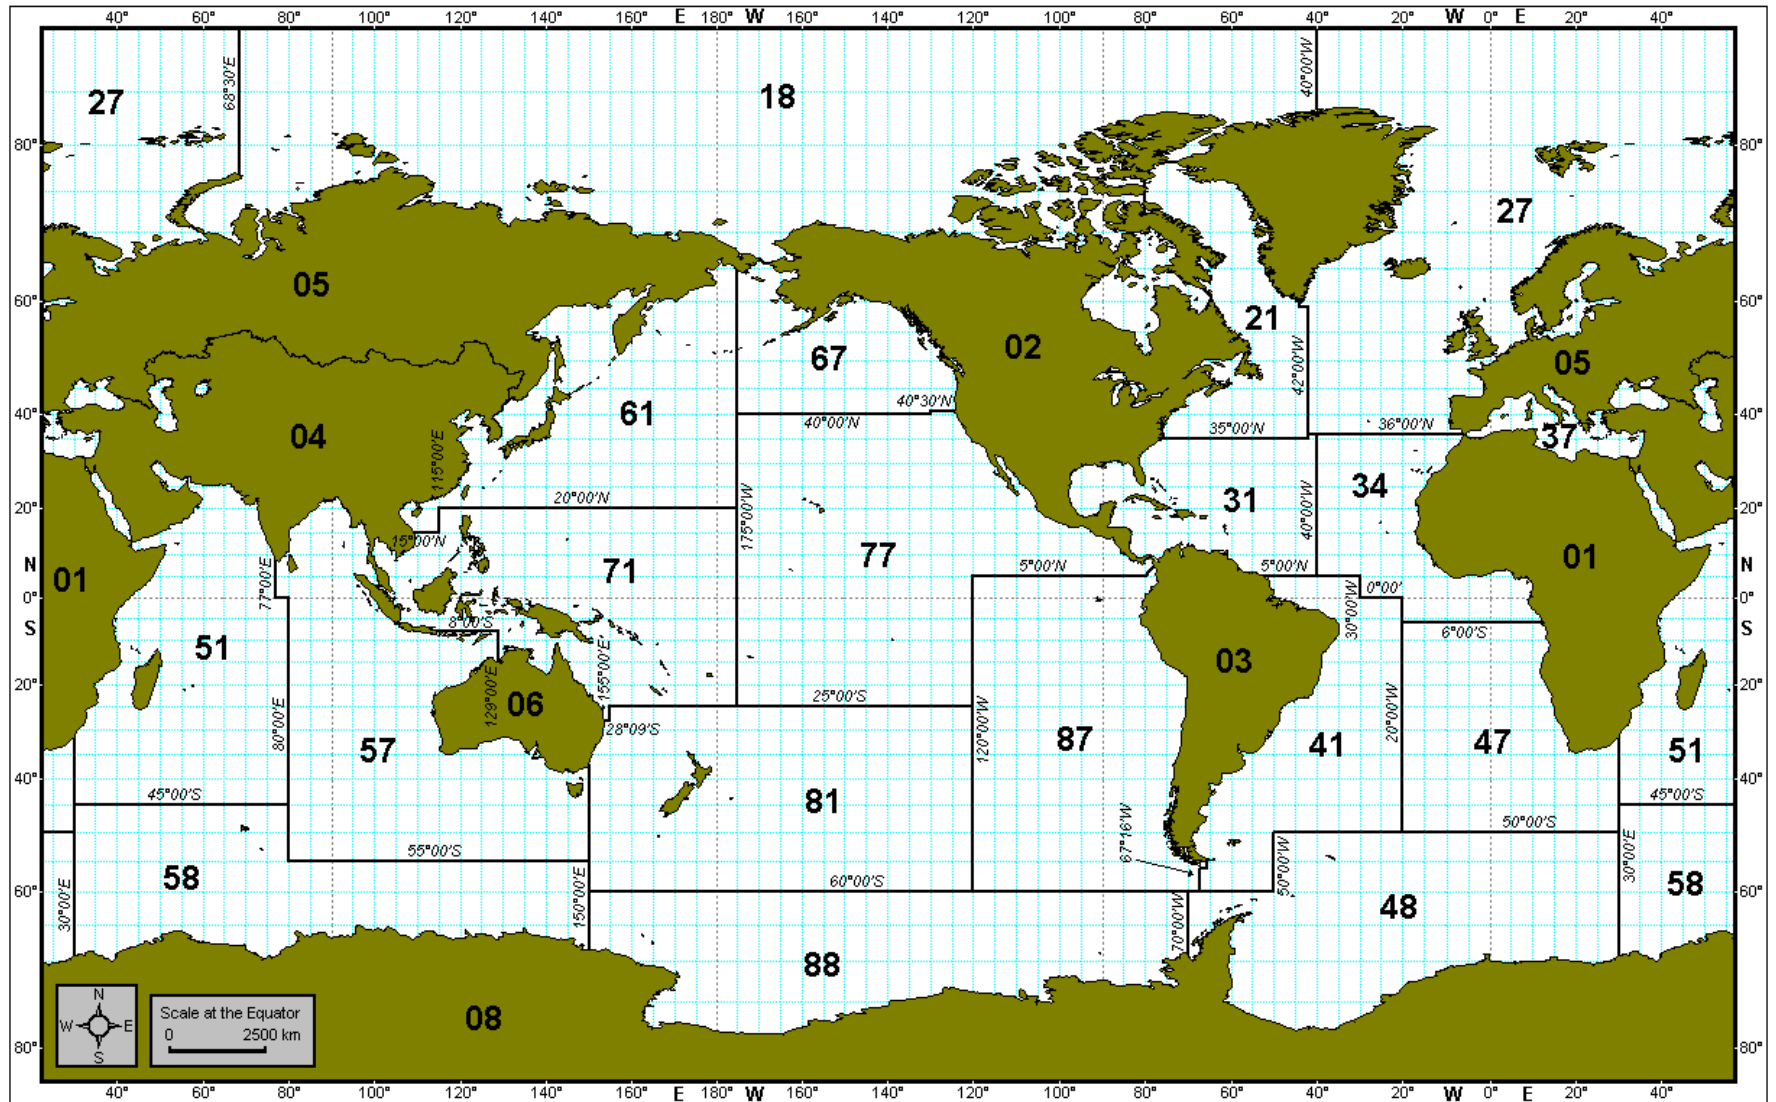 40° 60° 80° 100° 120° 140° 160° E 180° W 160° 140° 120° 100° 80° 60° 40° 20° W 0° E 20° 40°
68°30'E
40°00'W
27
18
80°
80°
27
05
60°
60°
21
02
67
05
42°00'W
40°30'N
61
40°
40°00'N
35°00'N
36°00'N
40°
37
04
115°00'E
20°00'N
31
34
20°
175°00'W
40°00'W
20°
15°00'N
77
01
N
01
77°00'E
71
5°00'N
5°00'N
30°00'W
0°00'
N
0°
0°
S
8°00'S
6°00'S
S
51
03
20°
129°00'E
06
155°00'E
25°00'S
20°
80°00'E
28°09'S
120°00'W
20°00'W
57
87
41
47
51
40°
40°
45°00'S
81
45°00'S
67°16'W
50°00'S
55°00'S
58
60°
30°00'E
150°00'E
60°00'S
50°00'W
30°00'E
58
60°
48
70°00'W
88
N
W E
S
Scale at the Equator
0 2500 km
08
80°
80°
40° 60° 80° 100° 120° 140° 160° E 180° W 160° 140° 120° 100° 80° 60° 40° 20° W 0° E 20° 40°